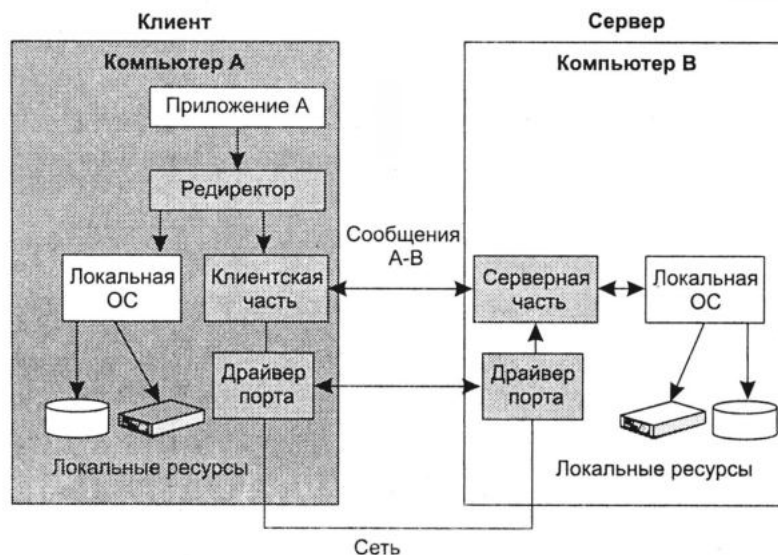 Клиент
Сервер
Компьютер А
Компьютер В
Приложение А
Редиректор
Сообщения
А-В
Локальная
ОС
Клиентская
часть
Серверная
часть
Локальная
ОС
Драйвер
порта
Драйвер
порта
Локальные ресурсы
Локальные ресурсы
Сеть